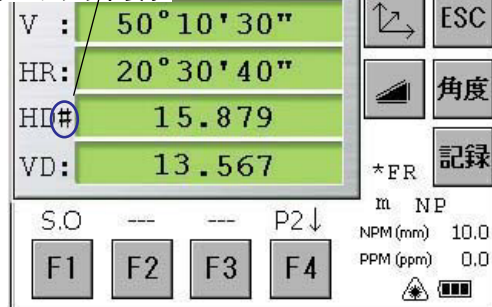 V : 50°10'30" ESC
HR: 20°30'40" 角度
HD# 15.879
VD: 13.567 記録
*FR
m NP
S.O --- --- P2↓
NPM (mm) 10.0
F1 F2 F3 F4
PPM (ppm) 0.0